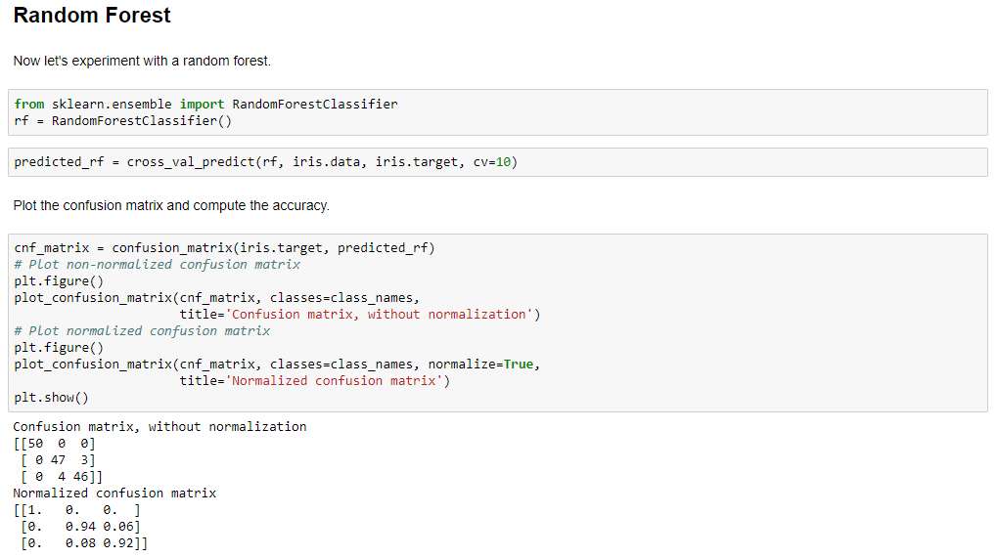 Random Forest
Now let's experiment with a random forest.
from sklearn.ensemble import RandomForestClassifier
rf = RandomForestClassifier()
predicted_rf = cross_val_predict(rf, iris.data, iris.target, cv=10)
Plot the confusion matrix and compute the accuracy.
cnf_matrix = confusion_matrix(iris.target, predicted_rf)
# Plot non-normalized confusion matrix
plt.figure()
plot_confusion_matrix(cnf_matrix, classes=class_names,
                      title='Confusion matrix, without normalization')
# Plot normalized confusion matrix
plt.figure()
plot_confusion_matrix(cnf_matrix, classes=class_names, normalize=True,
                      title='Normalized confusion matrix')
plt.show()
Confusion matrix, without normalization
[[50  0  0]
 [ 0 47  3]
 [ 0  4 46]]
Normalized confusion matrix
[[1.   0.   0.  ]
 [0.   0.94 0.06]
 [0.   0.08 0.92]]